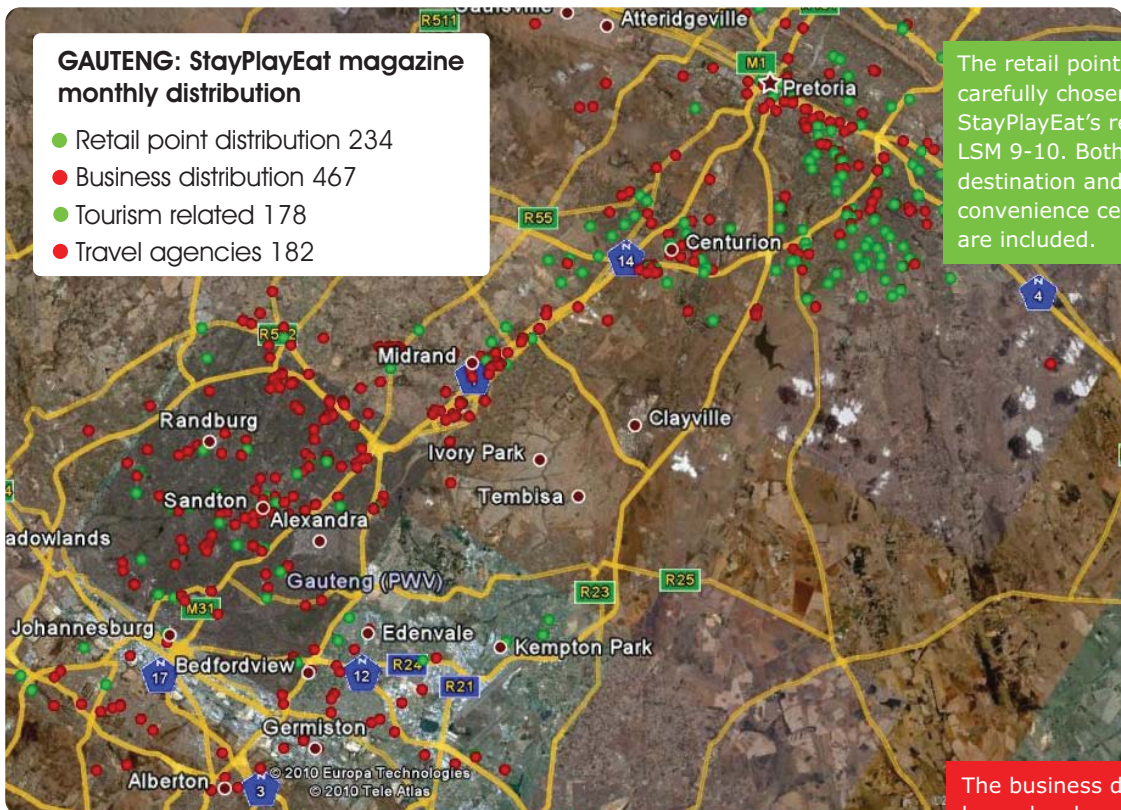 GAUTENG: StayPlayEat magazine
monthly distribution
Retail point distribution 234
Business distribution 467
Tourism related 178
Travel agencies 182
The retail point
carefully chosen
StayPlayEat's
LSM 9-10. Both
destination and
convenience
are included.
R511
Atteridgeville
M1
Pretoria
R55
Centurion
N
14
N
4
Midrand
Randburg
Clayville
Ivory Park
Sandton
Tembisa
Alexandra
Gauteng (PWV)
R25
R23
M31
Johannesburg
Edenvale
Kempton Park
Bedfordview
N
17
N
12
R24
R21
Germiston
Alberton
N
3
© 2010 Europa Technologies
© 2010 Tele Atlas
The business